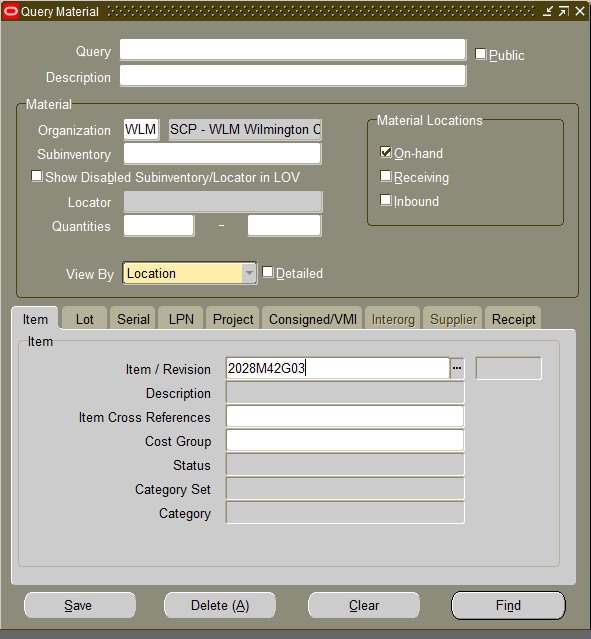 Query Material
Query
Public
Description
Material
Organization WLM SCP - WLM Wilmington C
Subinventory
Show Disabled Subinventory/Locator in LOV
Locator
Quantities -
View By Location Detailed
Material Locations
On-hand
Receiving
Inbound
Item Lot Serial LPN Project Consigned/VMI Interorg Supplier Receipt
Item
Item / Revision 2028M42G03 ...
Description
Item Cross References
Cost Group
Status
Category Set
Category
Save Delete (A) Clear Find